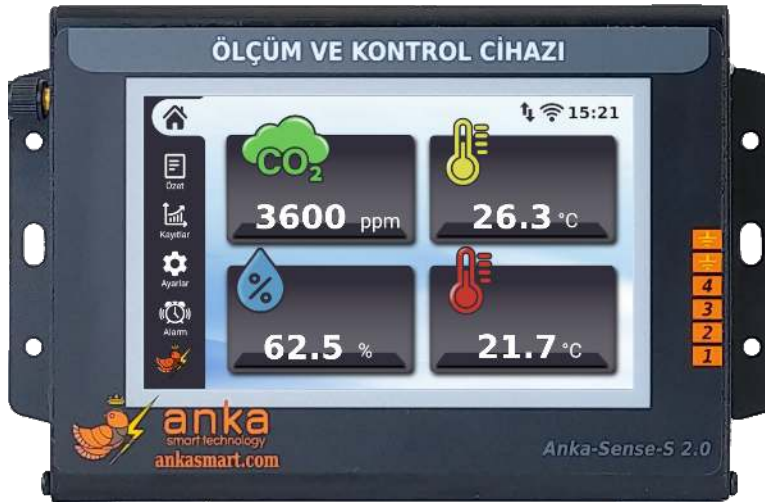 ÖLÇÜM VE KONTROL CİHAZI
15:21
CO2
3600 ppm
26.3 °C
Özet
Kayıtlar
Ayarlar
%
62.5 %
21.7 °C
Alarm
4
3
2
1
anka
smart technology
ankasmart.com
Anka-Sense-S 2.0